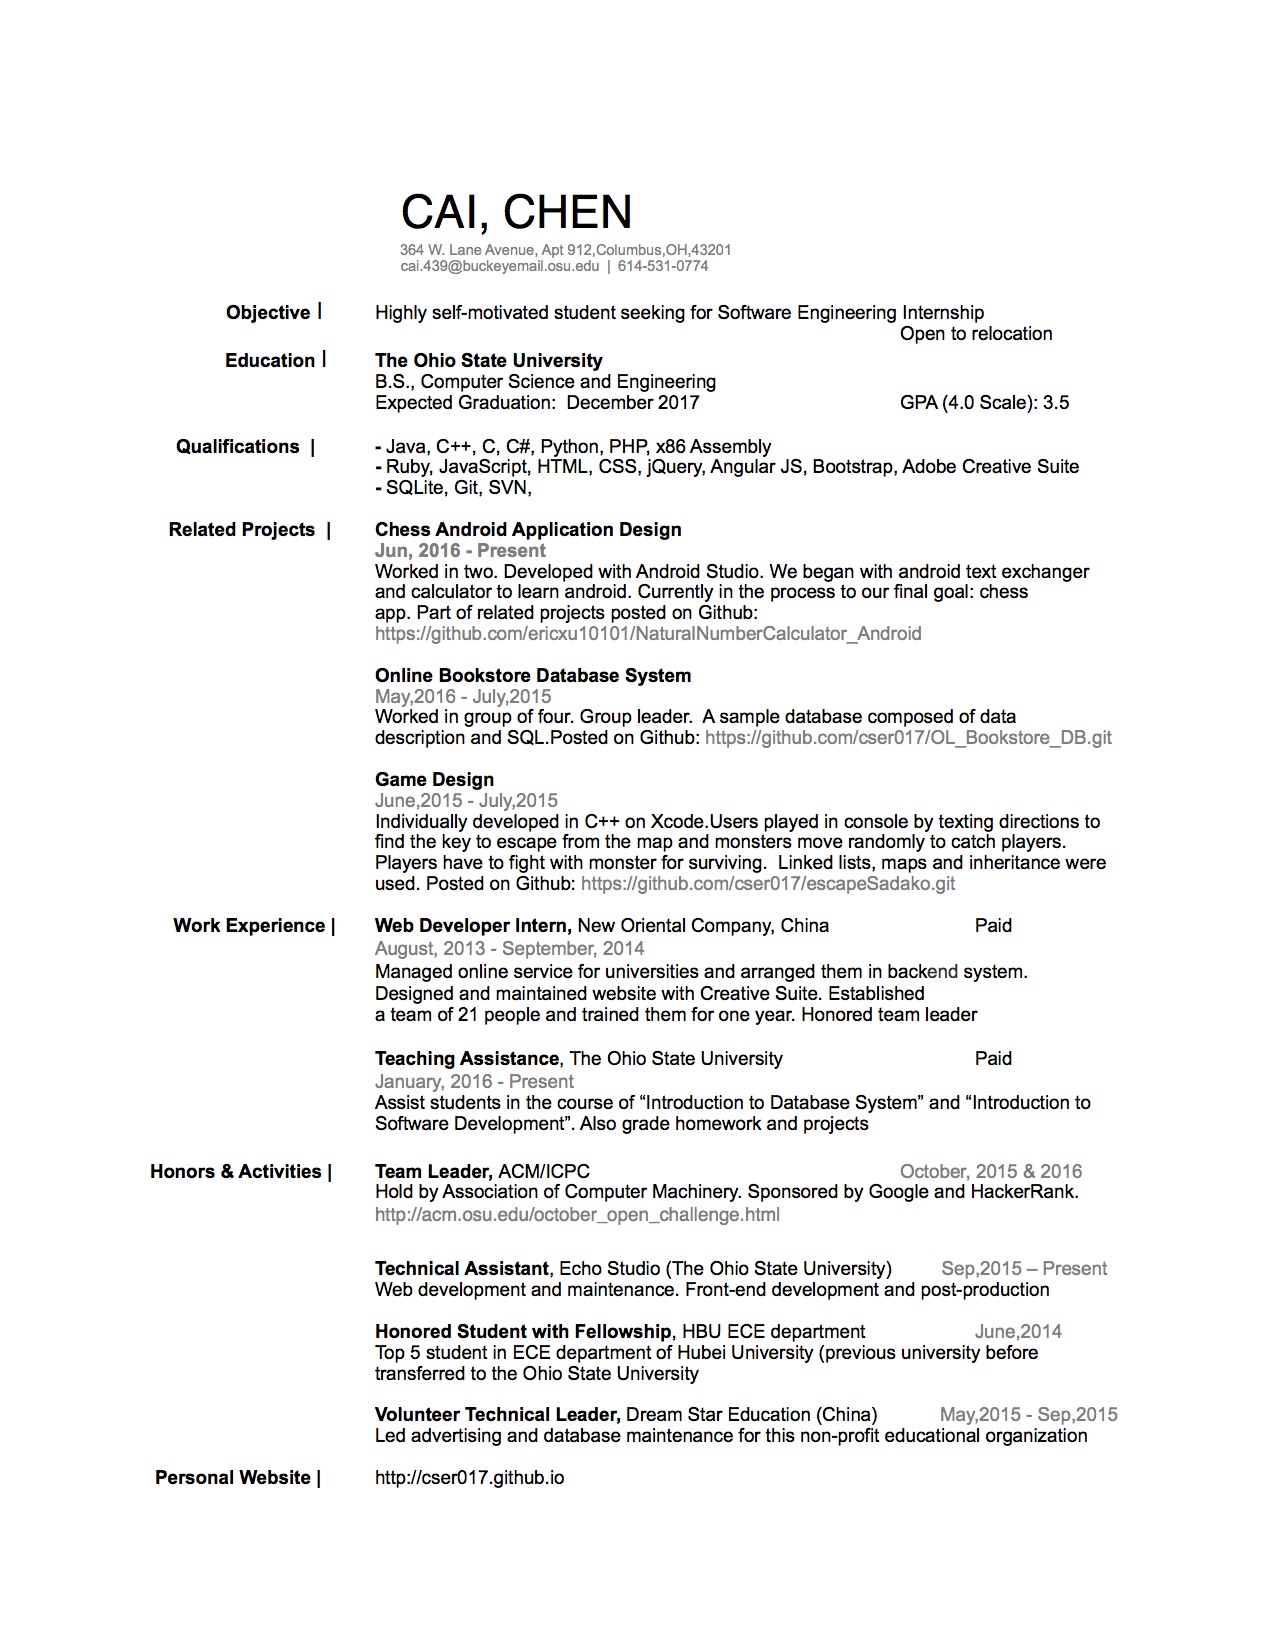 CAI, CHEN
364 W. Lane Avenue, Apt 912,Columbus,OH,43201
cai.439@buckeyemail.osu.edu | 614-531-0774
Objective | Highly self-motivated student seeking for Software Engineering Internship
Open to relocation
Education | The Ohio State University
B.S., Computer Science and Engineering
Expected Graduation: December 2017 GPA (4.0 Scale): 3.5
Qualifications | - Java, C++, C, C#, Python, PHP, x86 Assembly
- Ruby, JavaScript, HTML, CSS, jQuery, Angular JS, Bootstrap, Adobe Creative Suite
- SQLite, Git, SVN,
Related Projects | Chess Android Application Design
Jun, 2016 - Present
Worked in two. Developed with Android Studio. We began with android text exchanger
and calculator to learn android. Currently in the process to our final goal: chess
app. Part of related projects posted on Github:
https://github.com/ericxu10101/NaturalNumberCalculator_Android
Online Bookstore Database System
May,2016 - July,2015
Worked in group of four. Group leader. A sample database composed of data
description and SQL.Posted on Github: https://github.com/cser017/OL_Bookstore_DB.git
Game Design
June,2015 - July,2015
Individually developed in C++ on Xcode.Users played in console by texting directions to
find the key to escape from the map and monsters move randomly to catch players.
Players have to fight with monster for surviving. Linked lists, maps and inheritance were
used. Posted on Github: https://github.com/cser017/escapeSadako.git
Work Experience | Web Developer Intern, New Oriental Company, China Paid
August, 2013 - September, 2014
Managed online service for universities and arranged them in backend system.
Designed and maintained website with Creative Suite. Established
a team of 21 people and trained them for one year. Honored team leader
Teaching Assistance, The Ohio State University Paid
January, 2016 - Present
Assist students in the course of “Introduction to Database System” and “Introduction to
Software Development”. Also grade homework and projects
Honors & Activities | Team Leader, ACM/ICPC October, 2015 & 2016
Hold by Association of Computer Machinery. Sponsored by Google and HackerRank.
http://acm.osu.edu/october_open_challenge.html
Technical Assistant, Echo Studio (The Ohio State University) Sep,2015 – Present
Web development and maintenance. Front-end development and post-production
Honored Student with Fellowship, HBU ECE department June,2014
Top 5 student in ECE department of Hubei University (previous university before
transferred to the Ohio State University
Volunteer Technical Leader, Dream Star Education (China) May,2015 - Sep,2015
Led advertising and database maintenance for this non-profit educational organization
Personal Website | http://cser017.github.io